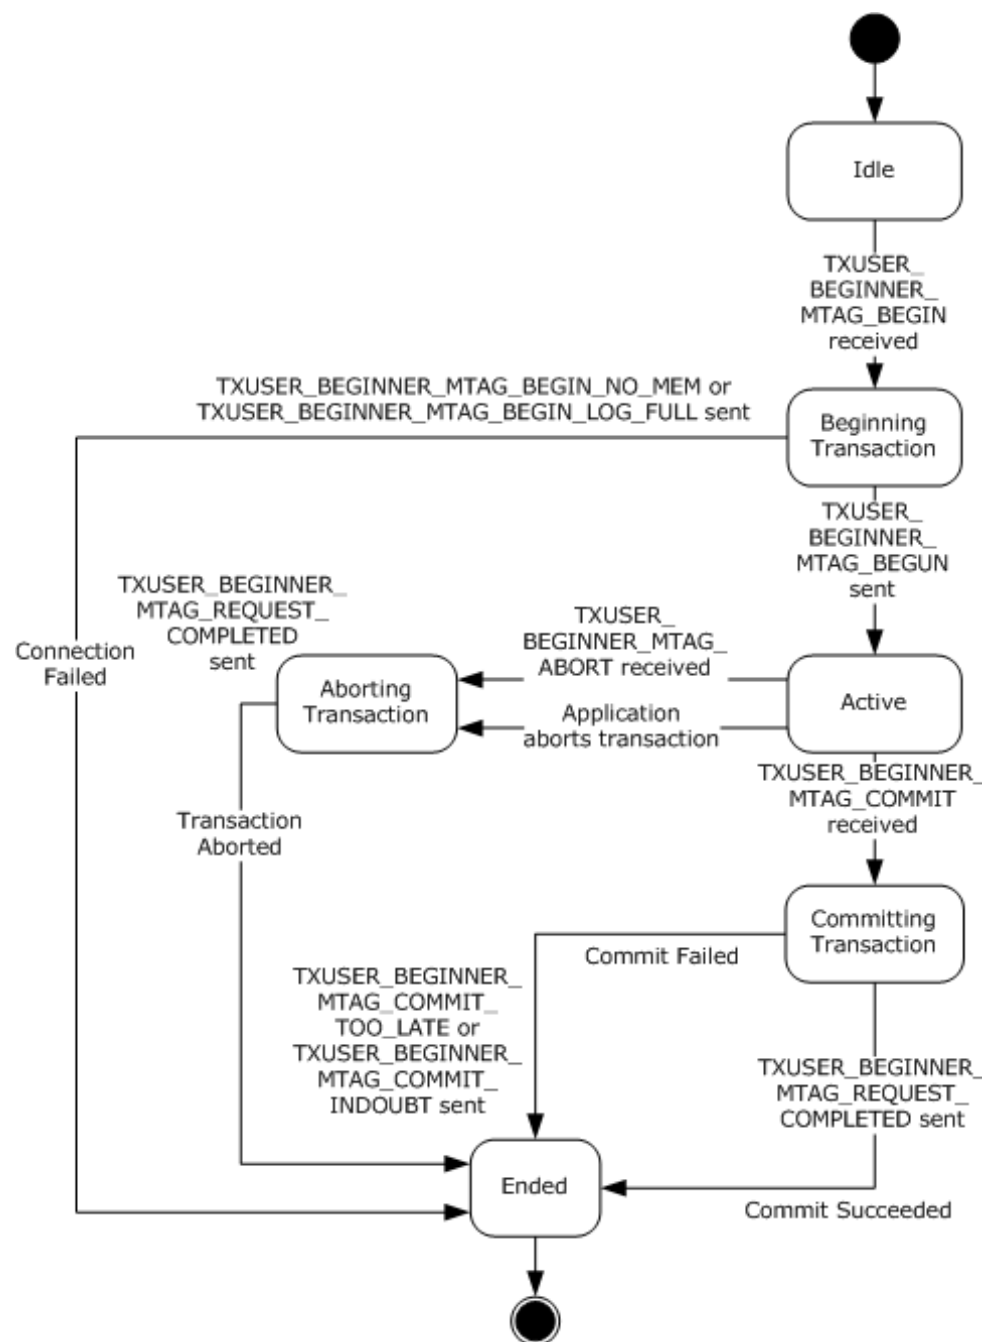 Idle
TXUSER_
BEGINNER_
MTAG_BEGIN
received
TXUSER_BEGINNER_MTAG_BEGIN_NO_MEM or
TXUSER_BEGINNER_MTAG_BEGIN_LOG_FULL sent
Beginning
Transaction
TXUSER_
BEGINNER_
MTAG_BEGUN
sent
TXUSER_BEGINNER_
MTAG_REQUEST_
COMPLETED
sent
Connection
Failed
TXUSER_
BEGINNER_MTAG_
ABORT received
Aborting
Transaction
Application
aborts transaction
Active
TXUSER_BEGINNER_
MTAG_COMMIT
received
Transaction
Aborted
Committing
Transaction
Commit Failed
TXUSER_BEGINNER_
MTAG_COMMIT_
TOO_LATE or
TXUSER_BEGINNER_
MTAG_COMMIT_
INDOUBT sent
TXUSER_BEGINNER_
MTAG_REQUEST_
COMPLETED sent
Ended
Commit Succeeded